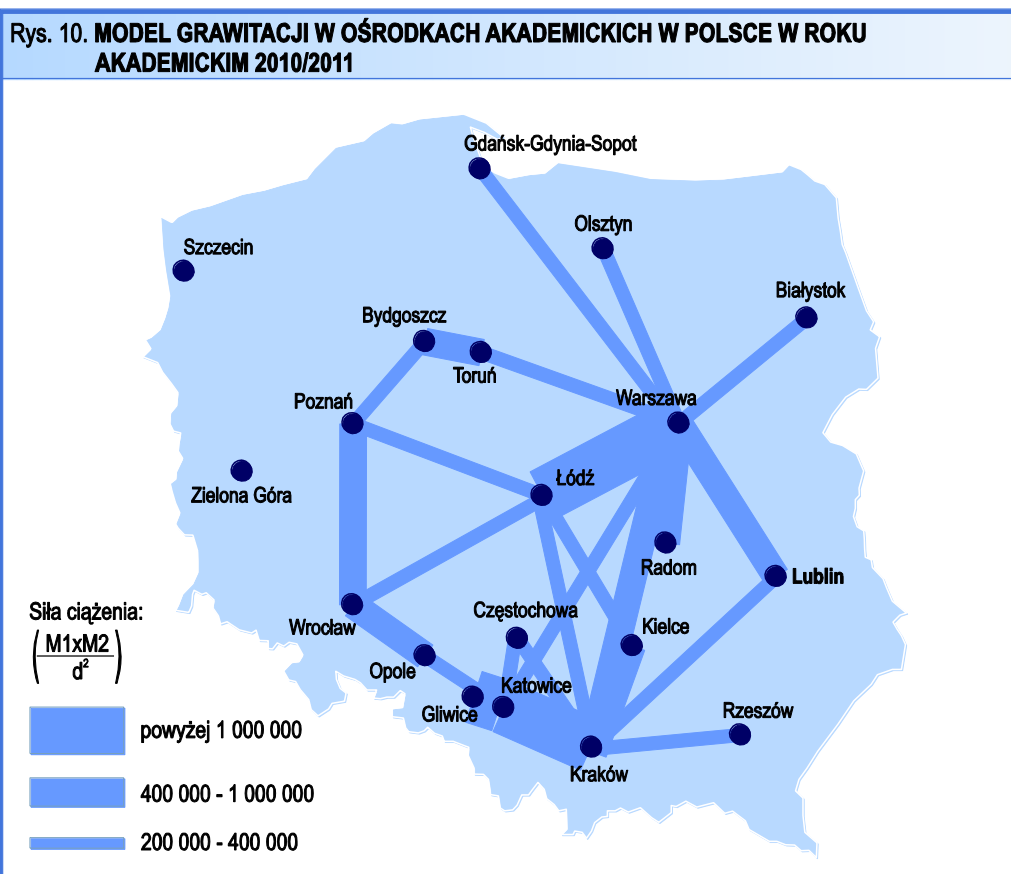 Rys. 10. MODEL GRAWITACJI W OŚRODKACH AKADEMICKICH W POLSCE W ROKU
AKADEMICKIM 2010/2011
Gdańsk-Gdynia-Sopot
Olsztyn
Szczecin
Białystok
Bydgoszcz
Toruń
Warszawa
Poznań
Łódź
Zielona Góra
Radom
Lublin
Siła ciążenia:
Częstochowa
Wrocław
Kielce
(M1xM2
d²)
Opole
Katowice
Gliwice
Rzeszów
Kraków
powyżej 1 000 000
400 000 - 1 000 000
200 000 - 400 000